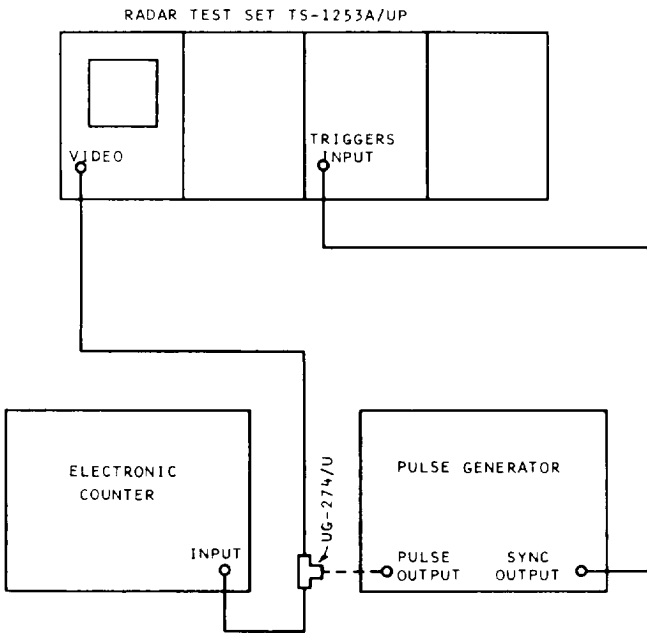 RADAR TEST SET TS-1253A/UP
VIDEO
TRIGGERS
INPUT
ELECTRONIC
COUNTER
INPUT
UG-274/U
PULSE GENERATOR
PULSE
OUTPUT
SYNC
OUTPUT